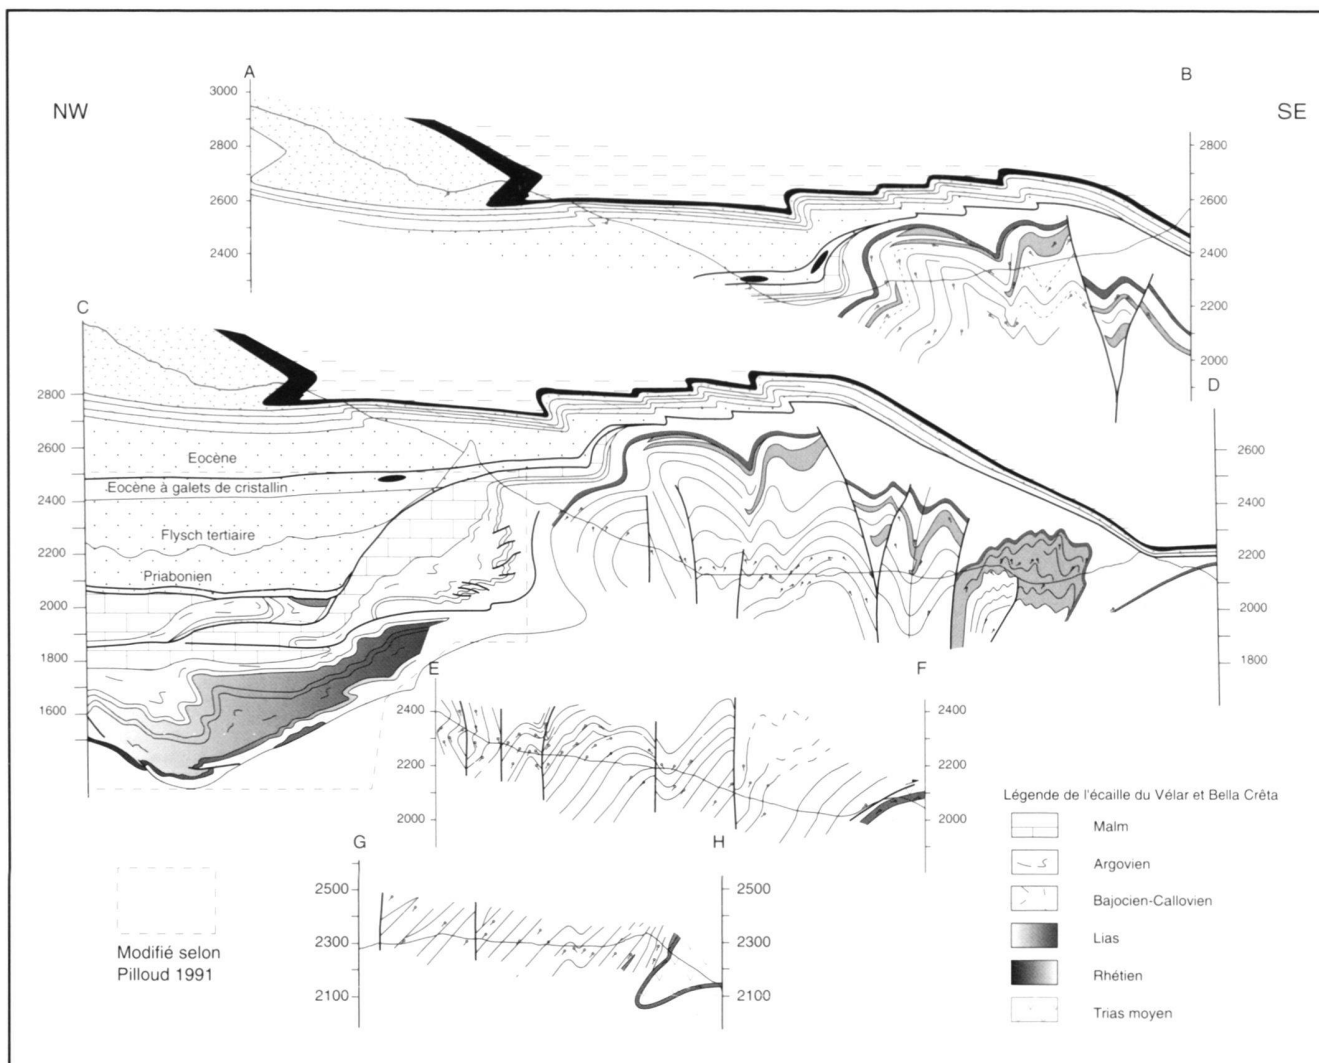 A
B
NW
SE
3000
2800
2600
2400
2800
2600
2400
2200
2000
C
D
2800
2600
2400
2200
2000
1800
1600
Eocène
Eocène à galets de cristallin
Flysch tertiaire
Priabonien
2600
2400
2200
2000
1800
E
F
2400
2200
2000
2400
2200
2000
G
H
2500
2300
2100
2500
2300
2100
Modifié selon
Pilloud 1991
Légende de l'écaille du Vélar et Bella Crêta
Malm
Argovien
Bajocien-Callovien
Lias
Rhétien
Trias moyen